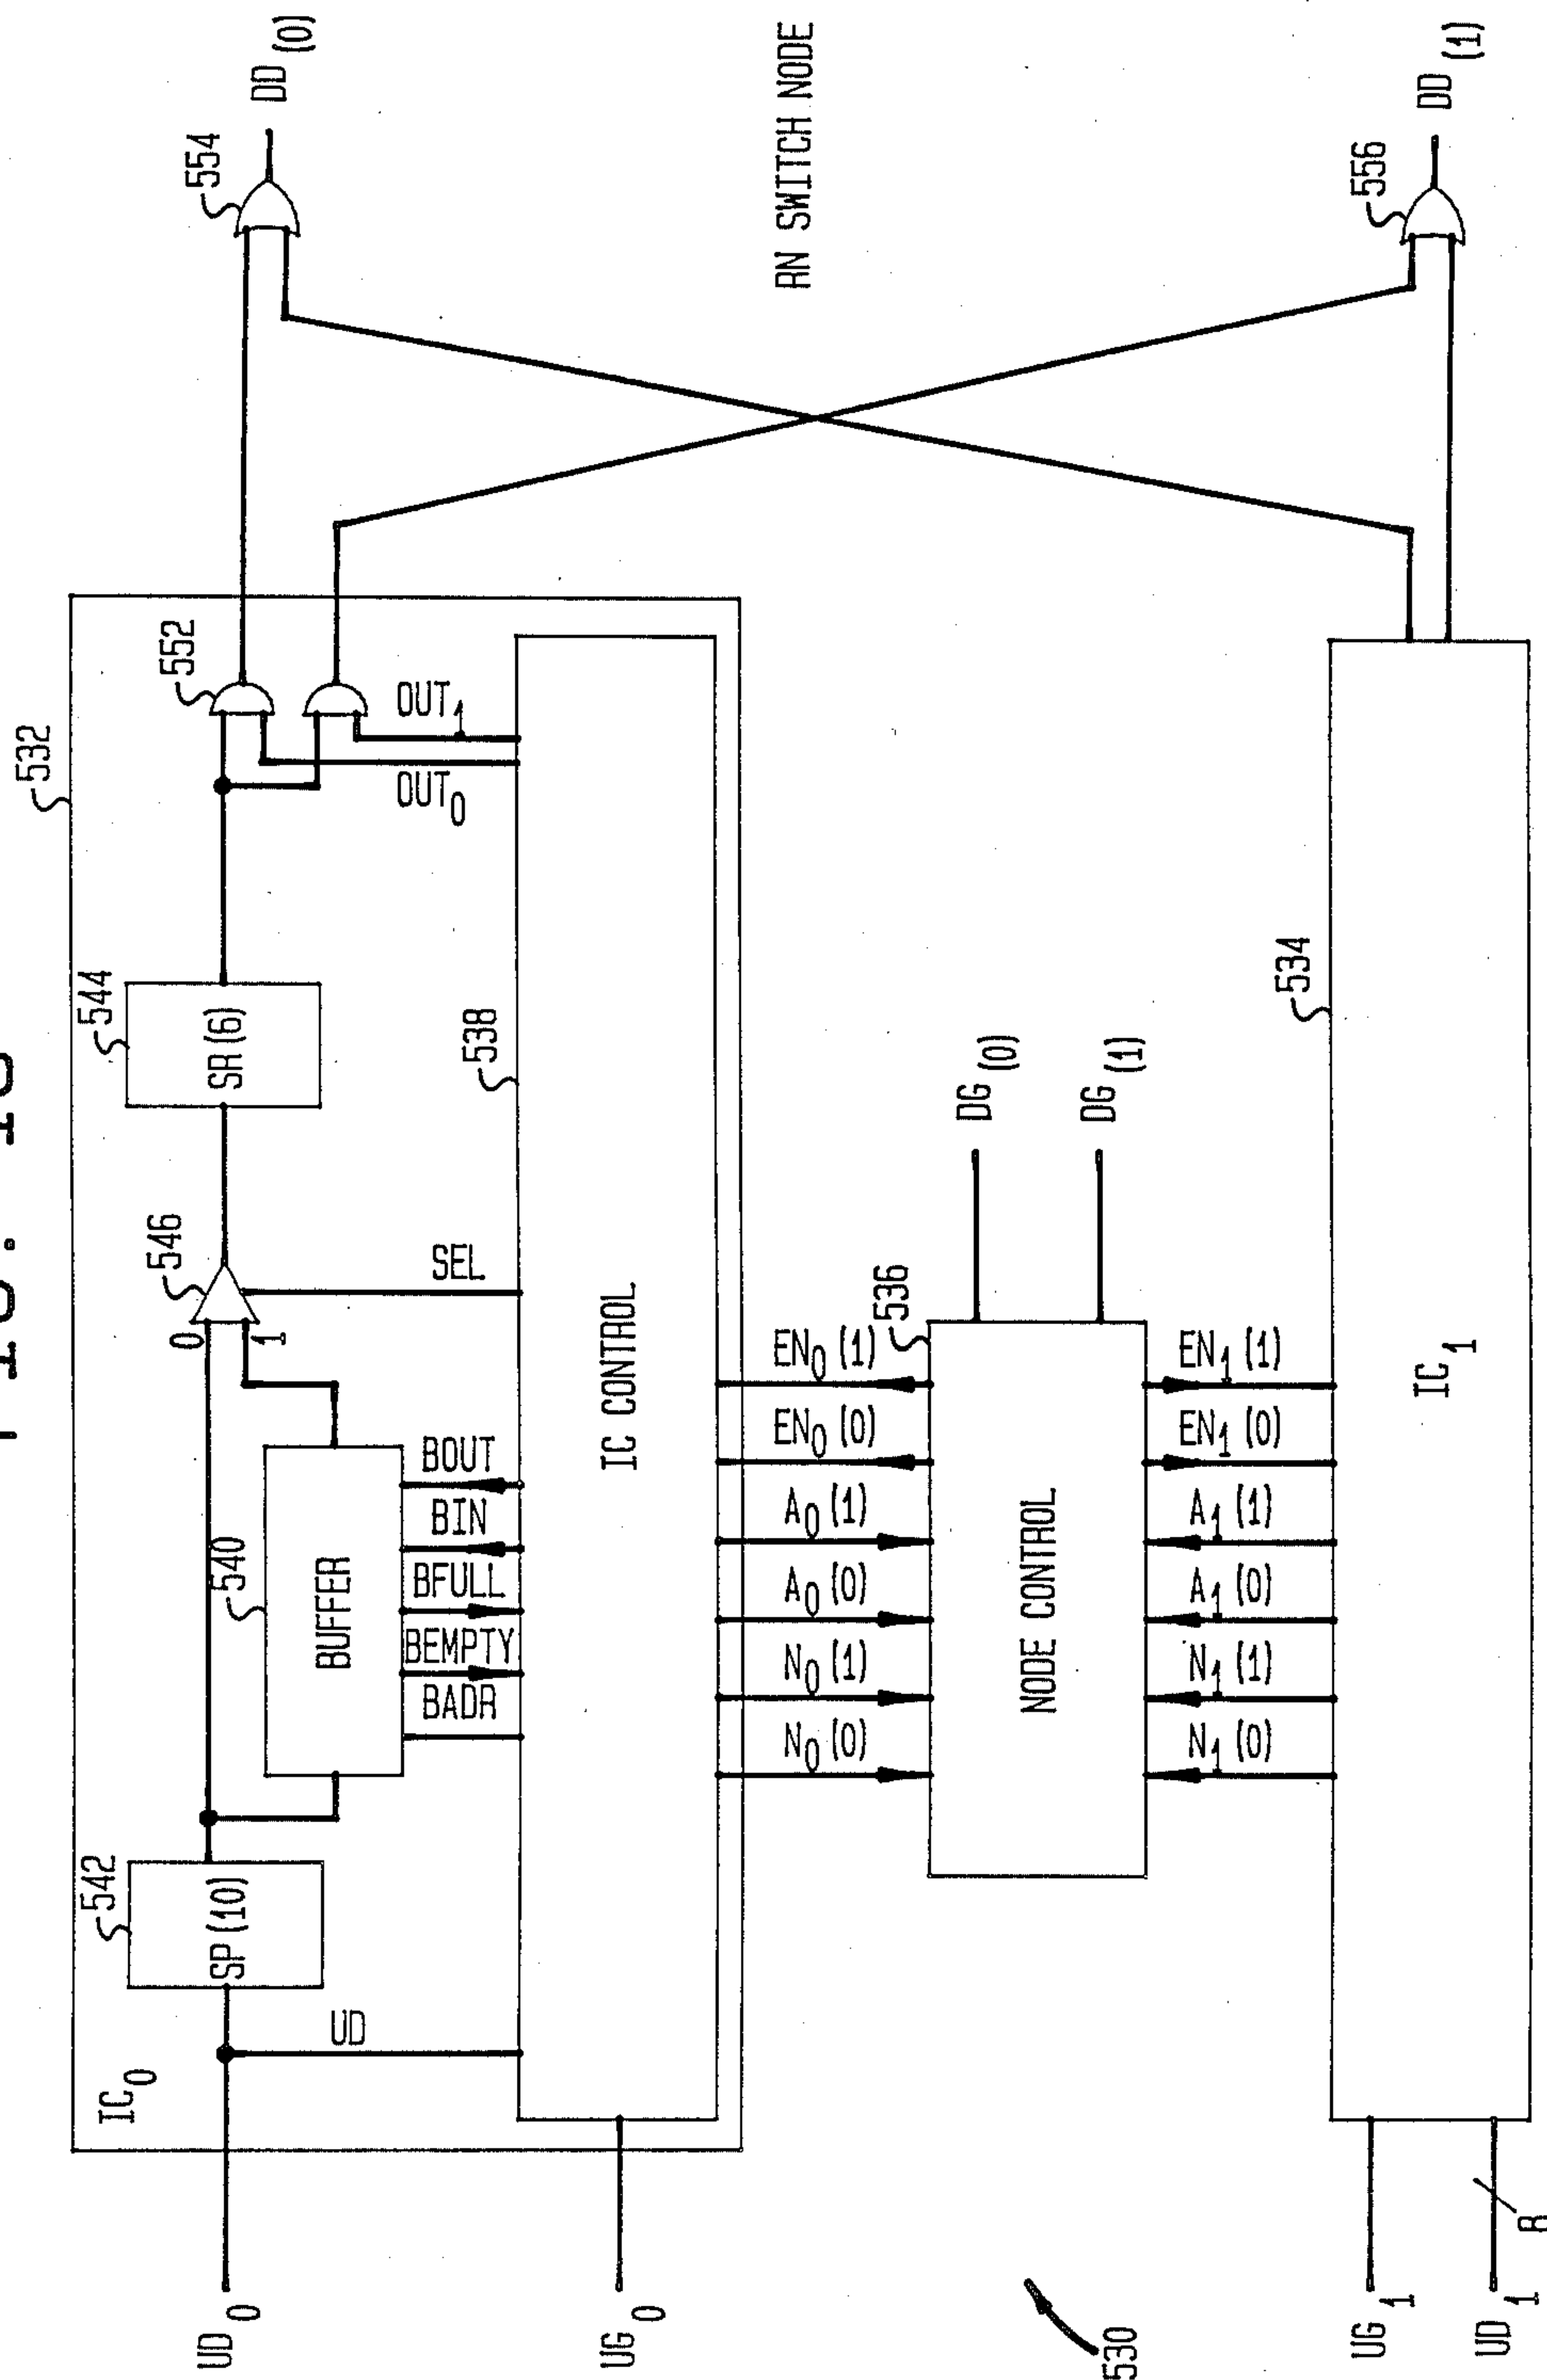 532
IC0
UD0
542
SP (10)
UD
540
BUFFER
BADR
BEMPTY
BFULL
BIN
BOUT
0
1
546
SEL
544
SR (6)
552
OUT0
OUT1
554
DD (0)
538
IC CONTROL
UG0
N0 (0)
N0 (1)
A0 (0)
A0 (1)
EN0 (0)
EN0 (1)
536
NODE CONTROL
DG (0)
DG (1)
RN SWITCH NODE
N1 (0)
N1 (1)
A1 (0)
A1 (1)
EN1 (0)
EN1 (1)
534
IC1
UG1
UD1
556
DD (1)
530